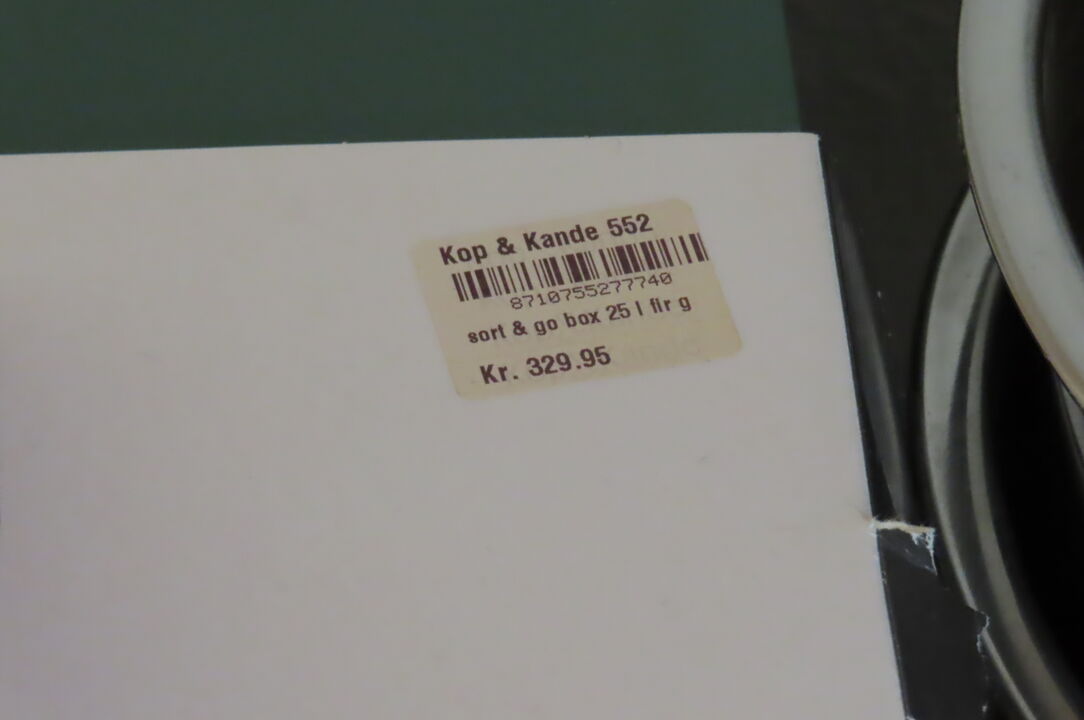 Kop & Kande 552
8710755277740
sort & go box 25 l fir g
Kr. 329.95